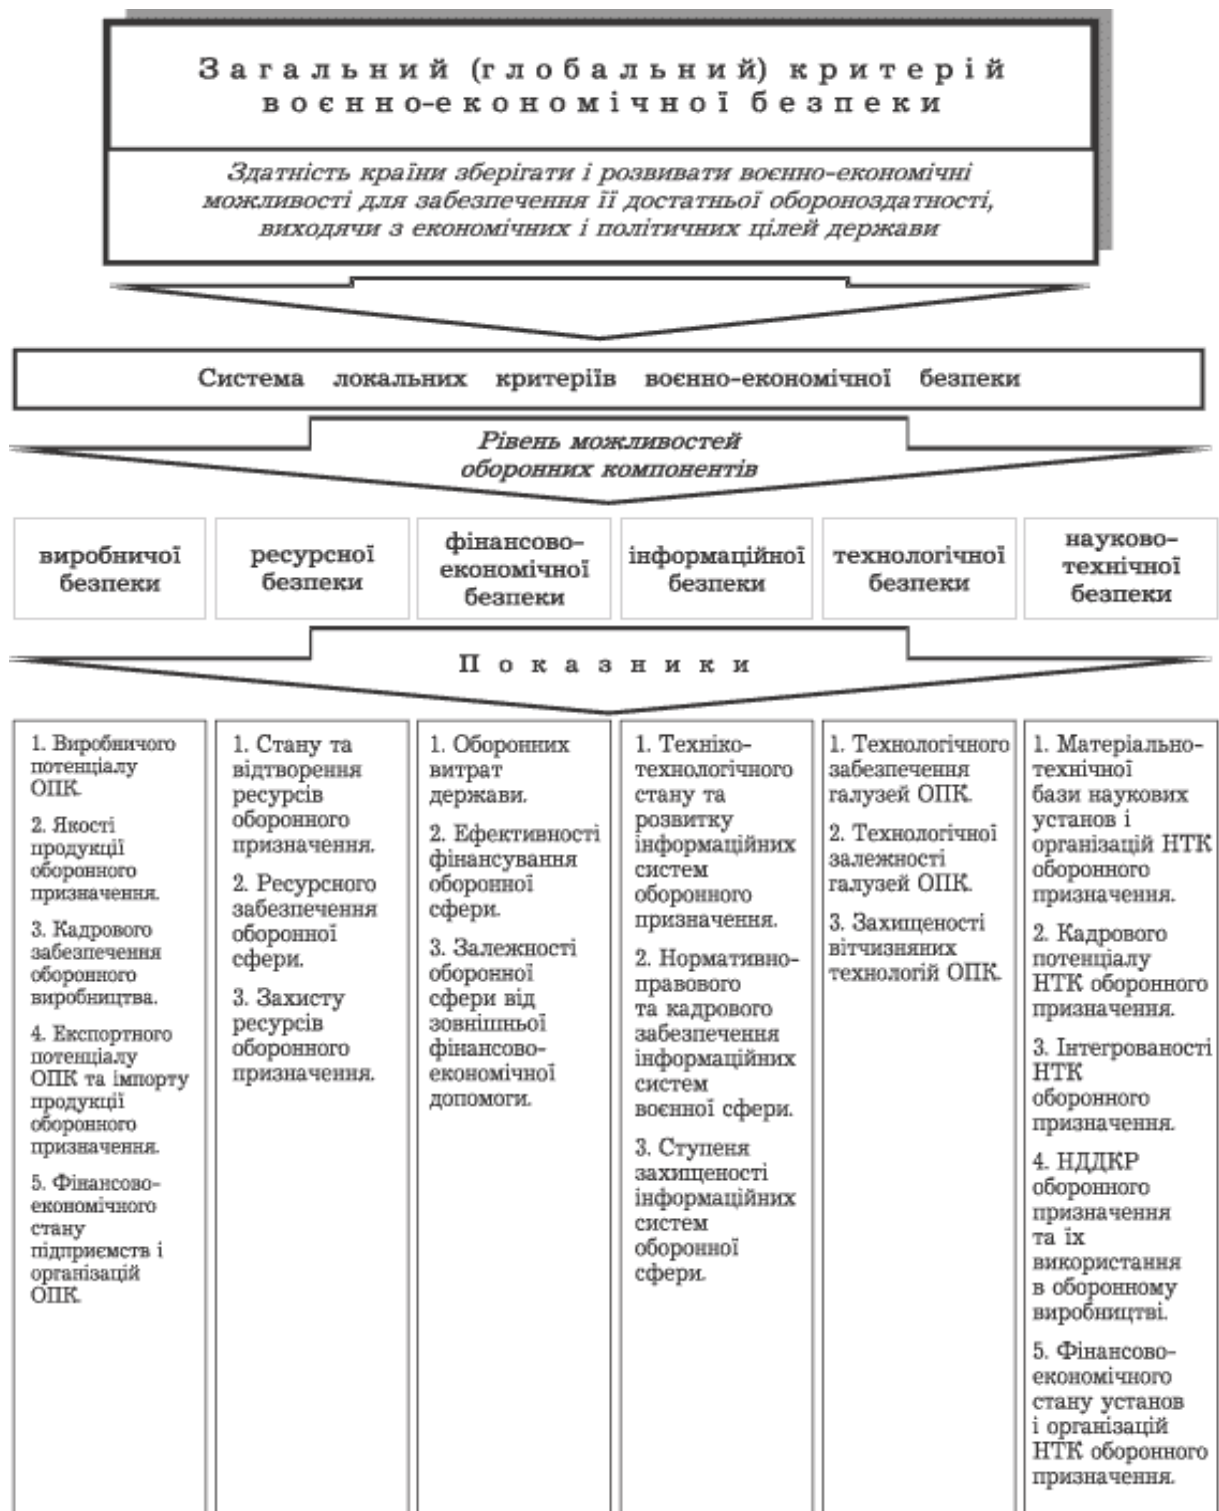 Загальний (глобальний) критерій
воєнно-економічної безпеки
Здатність країни зберігати і розвивати воєнно-економічні
можливості для забезпечення її достатньої обороноздатності,
виходячи з економічних і політичних цілей держави
Система локальних критеріїв воєнно-економічної безпеки
Рівень можливостей
оборонних компонентів
виробничої
безпеки
ресурсної
безпеки
фінансово-
економічної
безпеки
інформаційної
безпеки
технологічної
безпеки
науково-
технічної
безпеки
Показники
1. Виробничого
потенціалу
ОПК.
2. Якості
продукції
оборонного
призначення.
3. Кадрового
забезпечення
оборонного
виробництва.
4. Експортного
потенціалу
ОПК та імпорту
продукції
оборонного
призначення.
5. Фінансово-
економічного
стану
підприємств і
організацій
ОПК.
1. Стану та
відтворення
ресурсів
оборонного
призначення.
2. Ресурсного
забезпечення
оборонної
сфери.
3. Захисту
ресурсів
оборонного
призначення.
1. Оборонних
витрат
держави.
2. Ефективності
фінансування
оборонної
сфери.
3. Залежності
оборонної
сфери від
зовнішньої
фінансово-
економічної
допомоги.
1. Техніко-
технологічного
стану та
розвитку
інформаційних
систем
оборонного
призначення.
2. Нормативно-
правового
та кадрового
забезпечення
інформаційних
систем
воєнної сфери.
3. Ступеня
захищеності
інформаційних
систем
оборонної
сфери.
1. Технологічного
забезпечення
галузей ОПК.
2. Технологічної
залежності
галузей ОПК.
3. Захищеності
вітчизняних
технологій ОПК.
1. Матеріально-
технічної
бази наукових
установ і
організацій НТК
оборонного
призначення.
2. Кадрового
потенціалу
НТК оборонного
призначення.
3. Інтегрованості
НТК
оборонного
призначення.
4. НДДКР
оборонного
призначення
та їх
використання
в оборонному
виробництві.
5. Фінансово-
економічного
стану установ
і організацій
НТК оборонного
призначення.